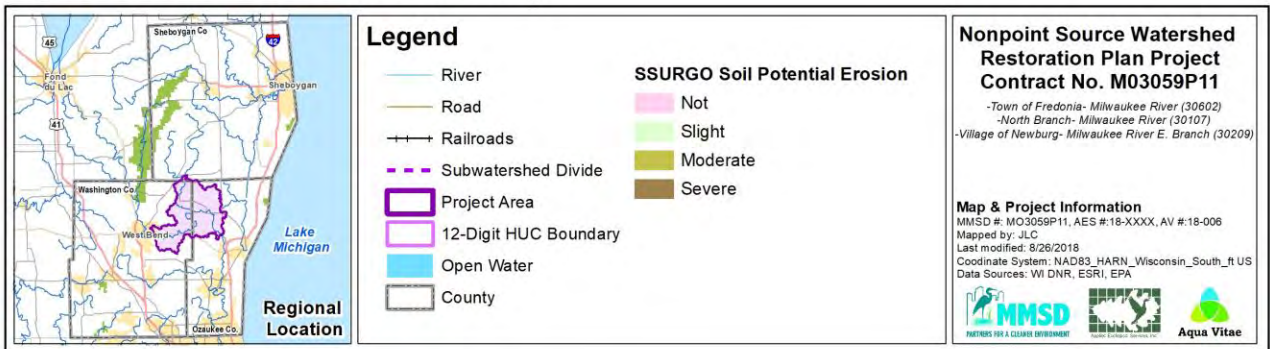 Sheboygan Co
45
42
Fond
du Lac
Sheboygan
41
Washington Co.
West Bend
Lake
Michigan
Ozaukee Co.
Regional
Location
Legend
River
Road
Railroads
Subwatershed Divide
Project Area
12-Digit HUC Boundary
Open Water
County
SSURGO Soil Potential Erosion
Not
Slight
Moderate
Severe
Nonpoint Source Watershed
Restoration Plan Project
Contract No. M03059P11
-Town of Fredonia- Milwaukee River (30602)
-North Branch- Milwaukee River (30107)
-Village of Newburg- Milwaukee River E. Branch (30209)
Map & Project Information
MMSD #: MO3059P11, AES #:18-XXXX, AV #:18-006
Mapped by: JLC
Last modified: 8/26/2018
Coodinate System: NAD83_HARN_Wisconsin_South_ft US
Data Sources: WI DNR, ESRI, EPA
MMSD
PARTNERS FOR A CLEANER ENVIRONMENT
Applied Ecological Services Inc
Aqua Vitae